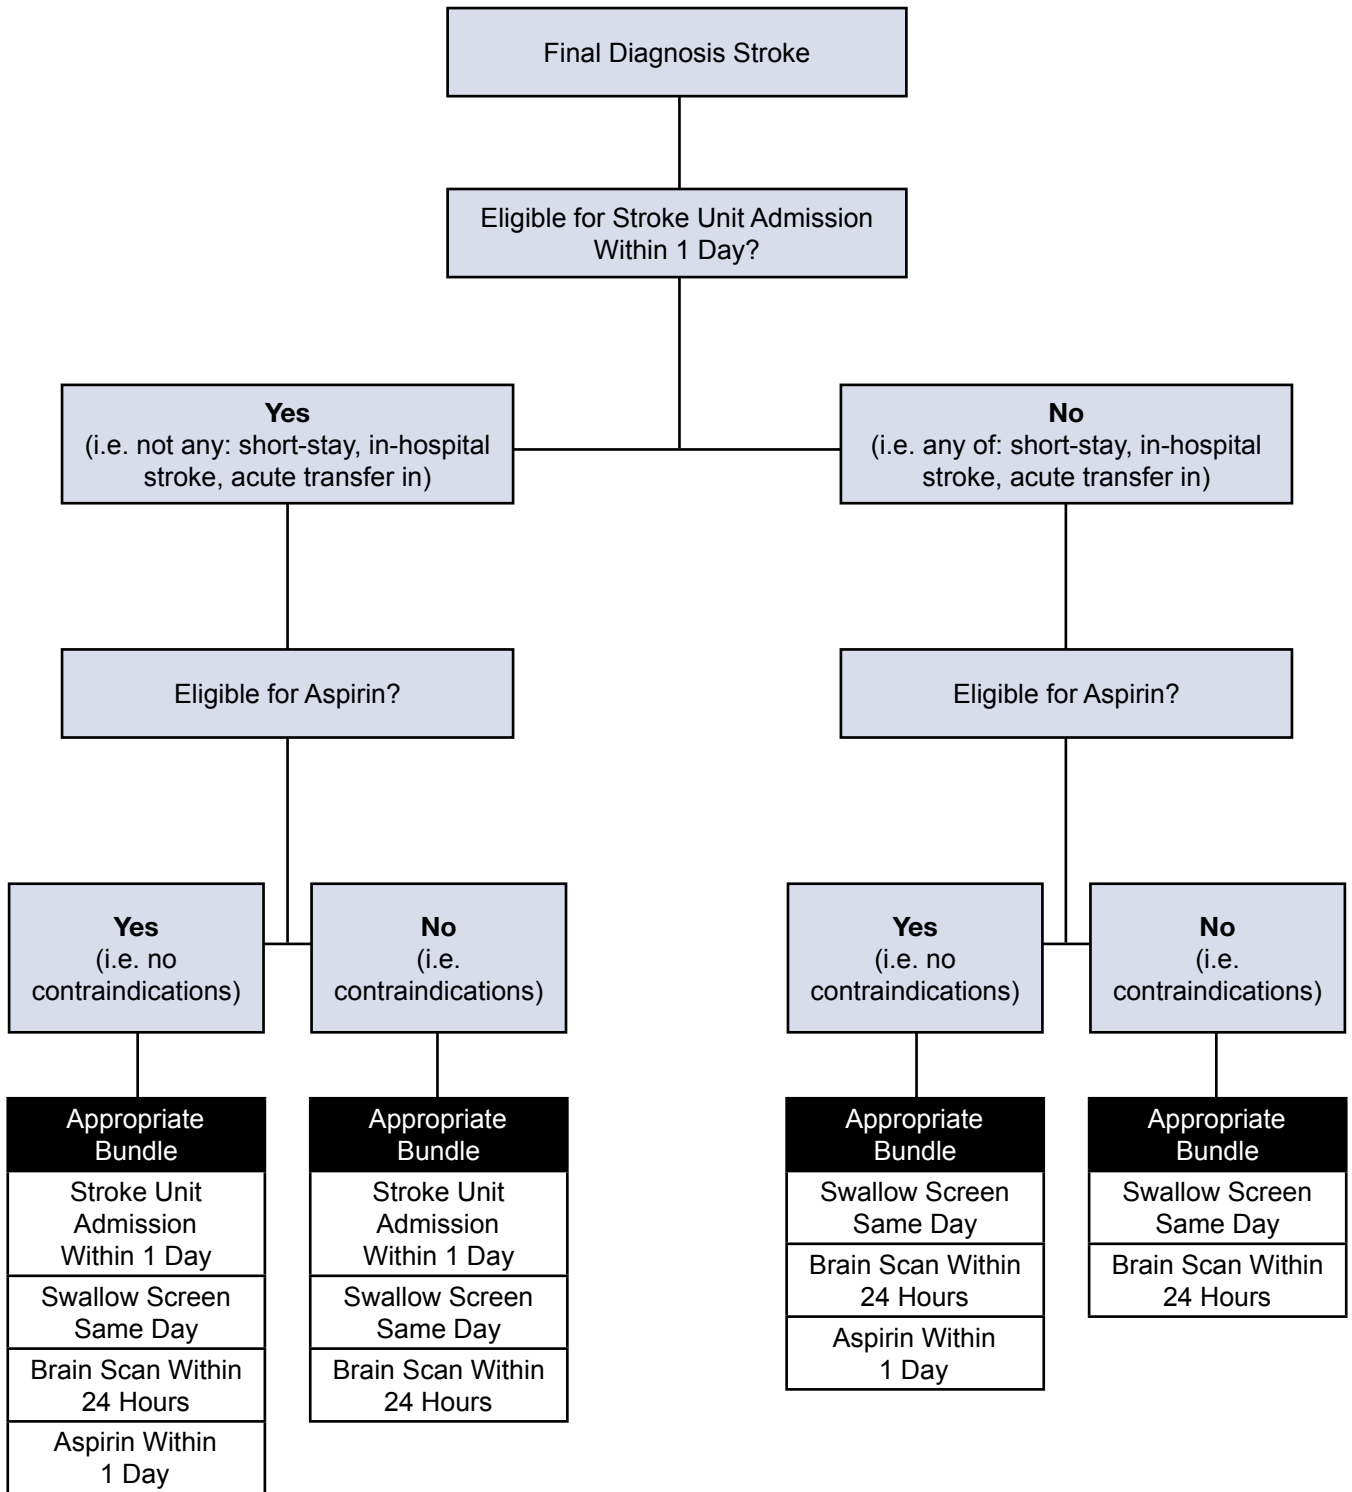 Final Diagnosis Stroke
Eligible for Stroke Unit Admission
Within 1 Day?
Yes
(i.e. not any: short-stay, in-hospital
stroke, acute transfer in)
No
(i.e. any of: short-stay, in-hospital
stroke, acute transfer in)
Eligible for Aspirin?
Eligible for Aspirin?
Yes
(i.e. no
contraindications)
No
(i.e.
contraindications)
Yes
(i.e. no
contraindications)
No
(i.e.
contraindications)
Appropriate
Bundle
Stroke Unit
Admission
Within 1 Day
Swallow Screen
Same Day
Brain Scan Within
24 Hours
Aspirin Within
1 Day
Appropriate
Bundle
Stroke Unit
Admission
Within 1 Day
Swallow Screen
Same Day
Brain Scan Within
24 Hours
Appropriate
Bundle
Swallow Screen
Same Day
Brain Scan Within
24 Hours
Aspirin Within
1 Day
Appropriate
Bundle
Swallow Screen
Same Day
Brain Scan Within
24 Hours